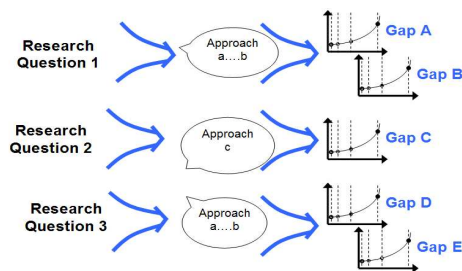 Research
Question 1
Approach
a....b
Gap A
Gap B
Research
Question 2
Approach
c
Gap C
Research
Question 3
Approach
a....b
Gap D
Gap E